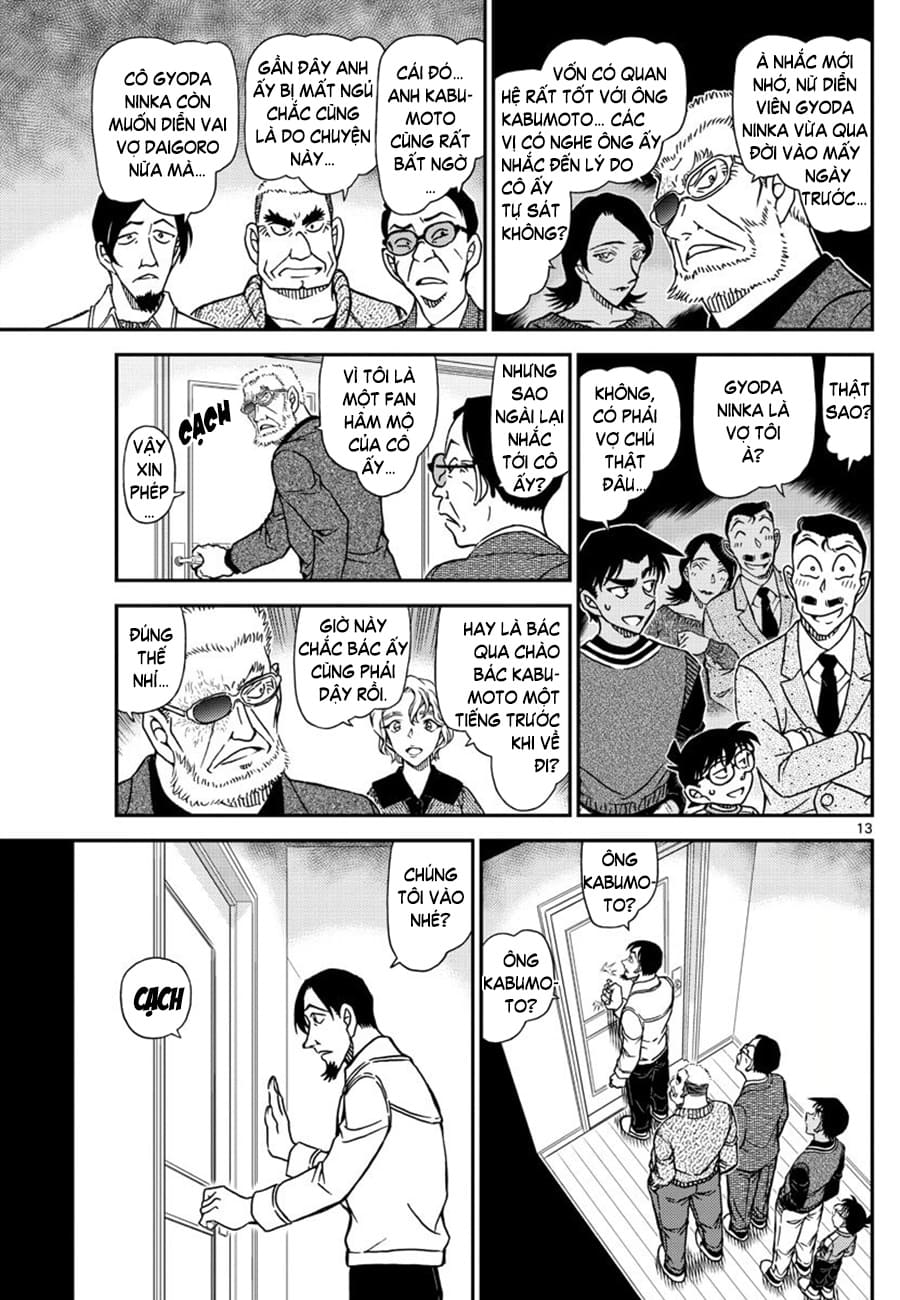 À NHẮC MỚI
NHỚ, NỮ DIỄN
VIÊN GYODA
NINKA VỪA QUA
ĐỜI VÀO MẤY
NGÀY
TRƯỚC...
VỐN CÓ QUAN
HỆ RẤT TỐT VỚI ÔNG
KABUMOTO... CÁC
VỊ CÓ NGHE ÔNG ẤY
NHẮC ĐẾN LÝ DO
CÔ ẤY
TỰ SÁT
KHÔNG?
CÁI ĐÓ...
ANH KABU-
MOTO
CŨNG RẤT
BẤT NGỜ
...
GẦN ĐÂY ANH
ẤY BỊ MẤT NGỦ
CHẮC CŨNG
LÀ DO CHUYỆN
NÀY...
CÔ GYODA
NINKA CÒN
MUỐN DIỄN VAI
VỢ DAIGORO
NỮA MÀ...
THẬT
SAO?
GYODA
NINKA LÀ
VỢ TÔI
À?
KHÔNG,
CÓ PHẢI
VỢ CHÚ
THẬT
ĐÂU...
NHƯNG
SAO
NGÀI LẠI
NHẮC
TỚI CÔ
ẤY?
VÌ TÔI LÀ
MỘT FAN
HÂM MỘ
CỦA CÔ
ẤY...
CẠCH
VẬY
XIN
PHÉP
...
HAY LÀ BÁC
QUA CHÀO
BÁC KABU-
MOTO MỘT
TIẾNG TRƯỚC
KHI VỀ
ĐI?
GIỜ NÀY
CHẮC BÁC ẤY
CŨNG PHẢI
DẬY RỒI.
ĐÚNG
THẾ
NHỈ...
13
ÔNG
KABUMO-
TO?
ÔNG
KABUMO-
TO?
CHÚNG
TÔI VÀO
NHÉ?
CẠCH